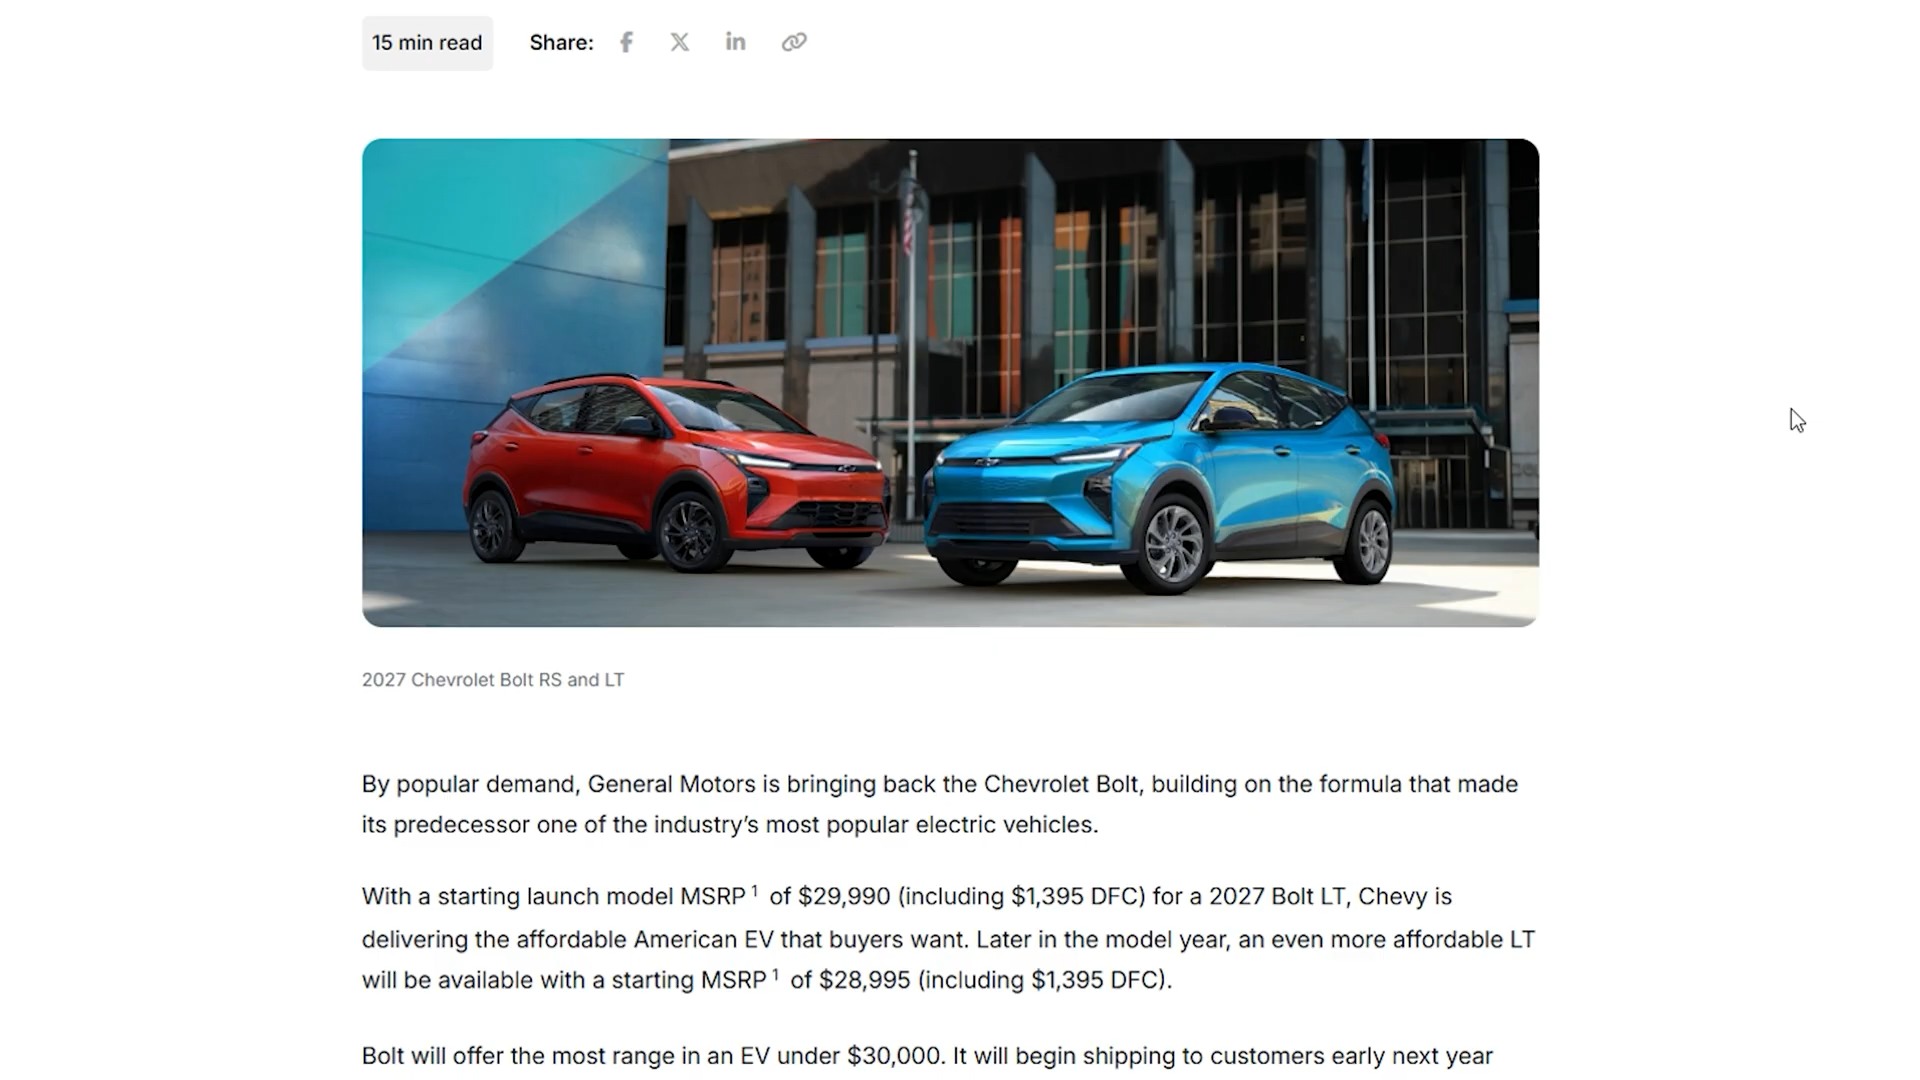 15 min read
Share:
2027 Chevrolet Bolt RS and LT
By popular demand, General Motors is bringing back the Chevrolet Bolt, building on the formula that made
its predecessor one of the industry’s most popular electric vehicles.
With a starting launch model MSRP¹ of $29,990 (including $1,395 DFC) for a 2027 Bolt LT, Chevy is
delivering the affordable American EV that buyers want. Later in the model year, an even more affordable LT
will be available with a starting MSRP¹ of $28,995 (including $1,395 DFC).
Bolt will offer the most range in an EV under $30,000. It will begin shipping to customers early next year